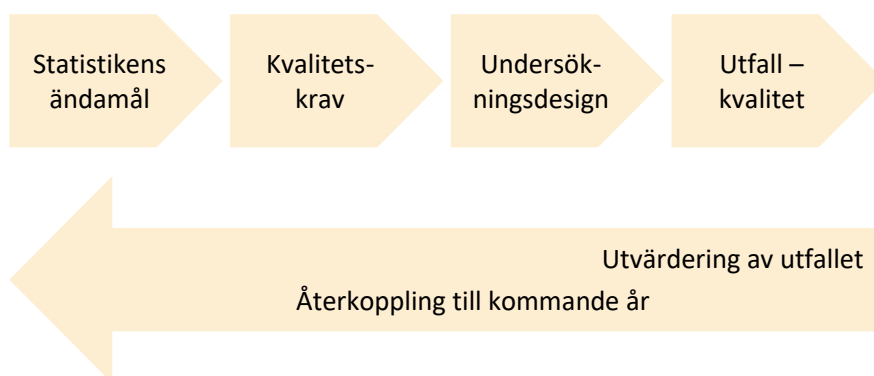 Statistikens
ändamål
Kvalitets-
krav
Undersök-
ningsdesign
Utfall –
kvalitet
Utvärdering av utfallet
Återkoppling till kommande år